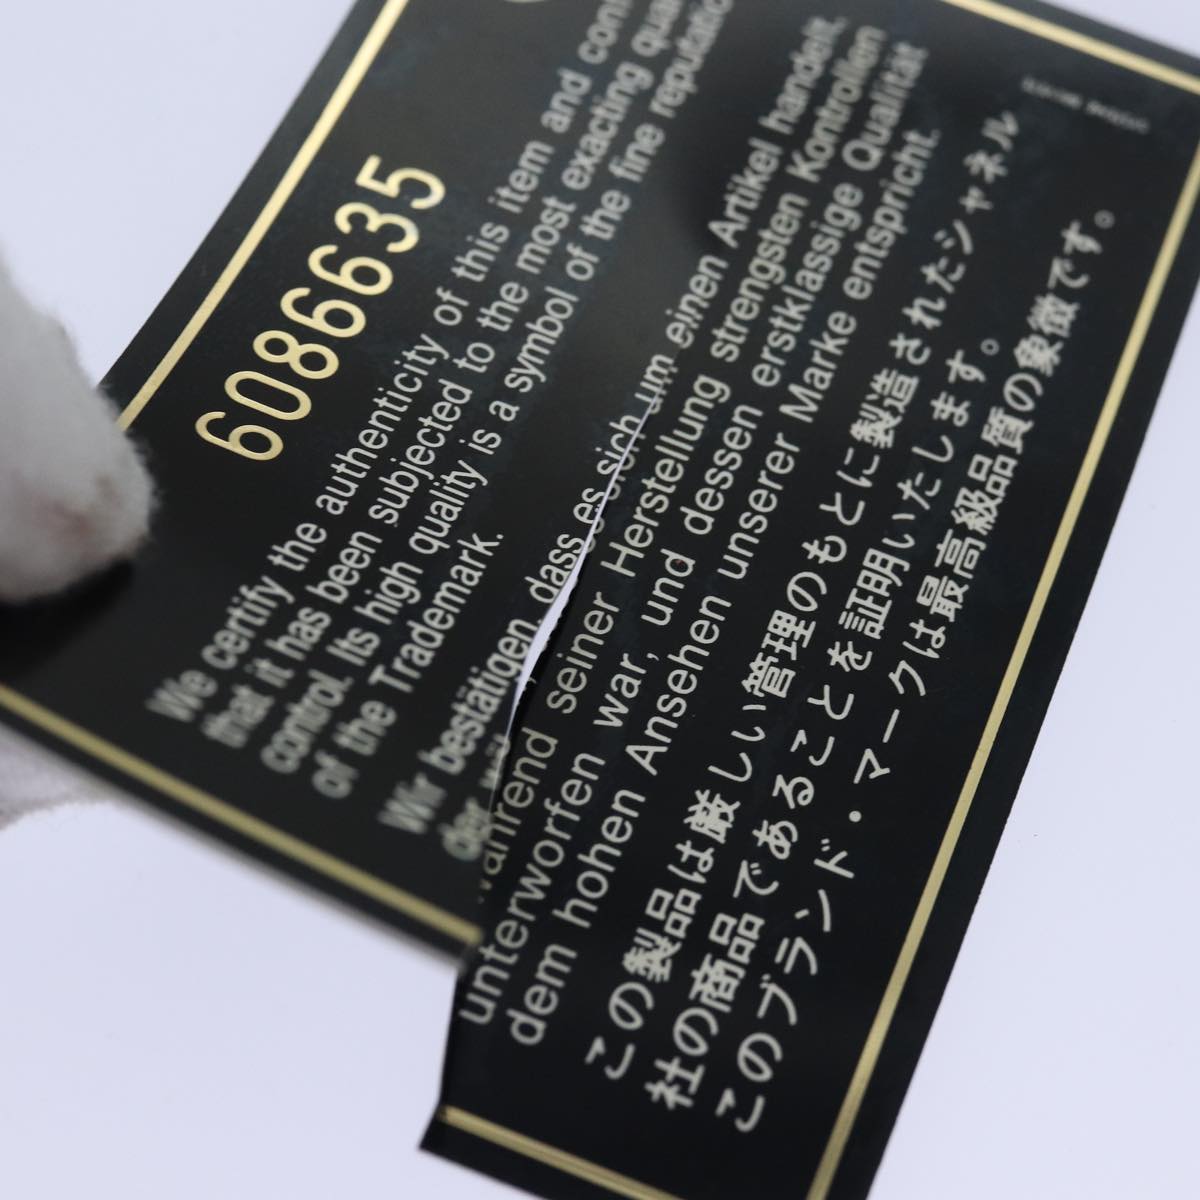 6086635
We certify the authenticity of this item and
that it has been subjected to the most exacting
control. Its high quality is a symbol of the fine
of the Trademark.
Wir bestätigen, dass es sich um einen Artikel handelt,
der während seiner Herstellung strengsten Kontrollen
unterworfen war, und dessen erstklassige Qualität
dem hohen Ansehen unserer Marke entspricht.
この製品は厳しい管理のもとに製造されたシャネル
社の商品であることを証明いたします。
このブランド・マークは最高級品質の象徴です。